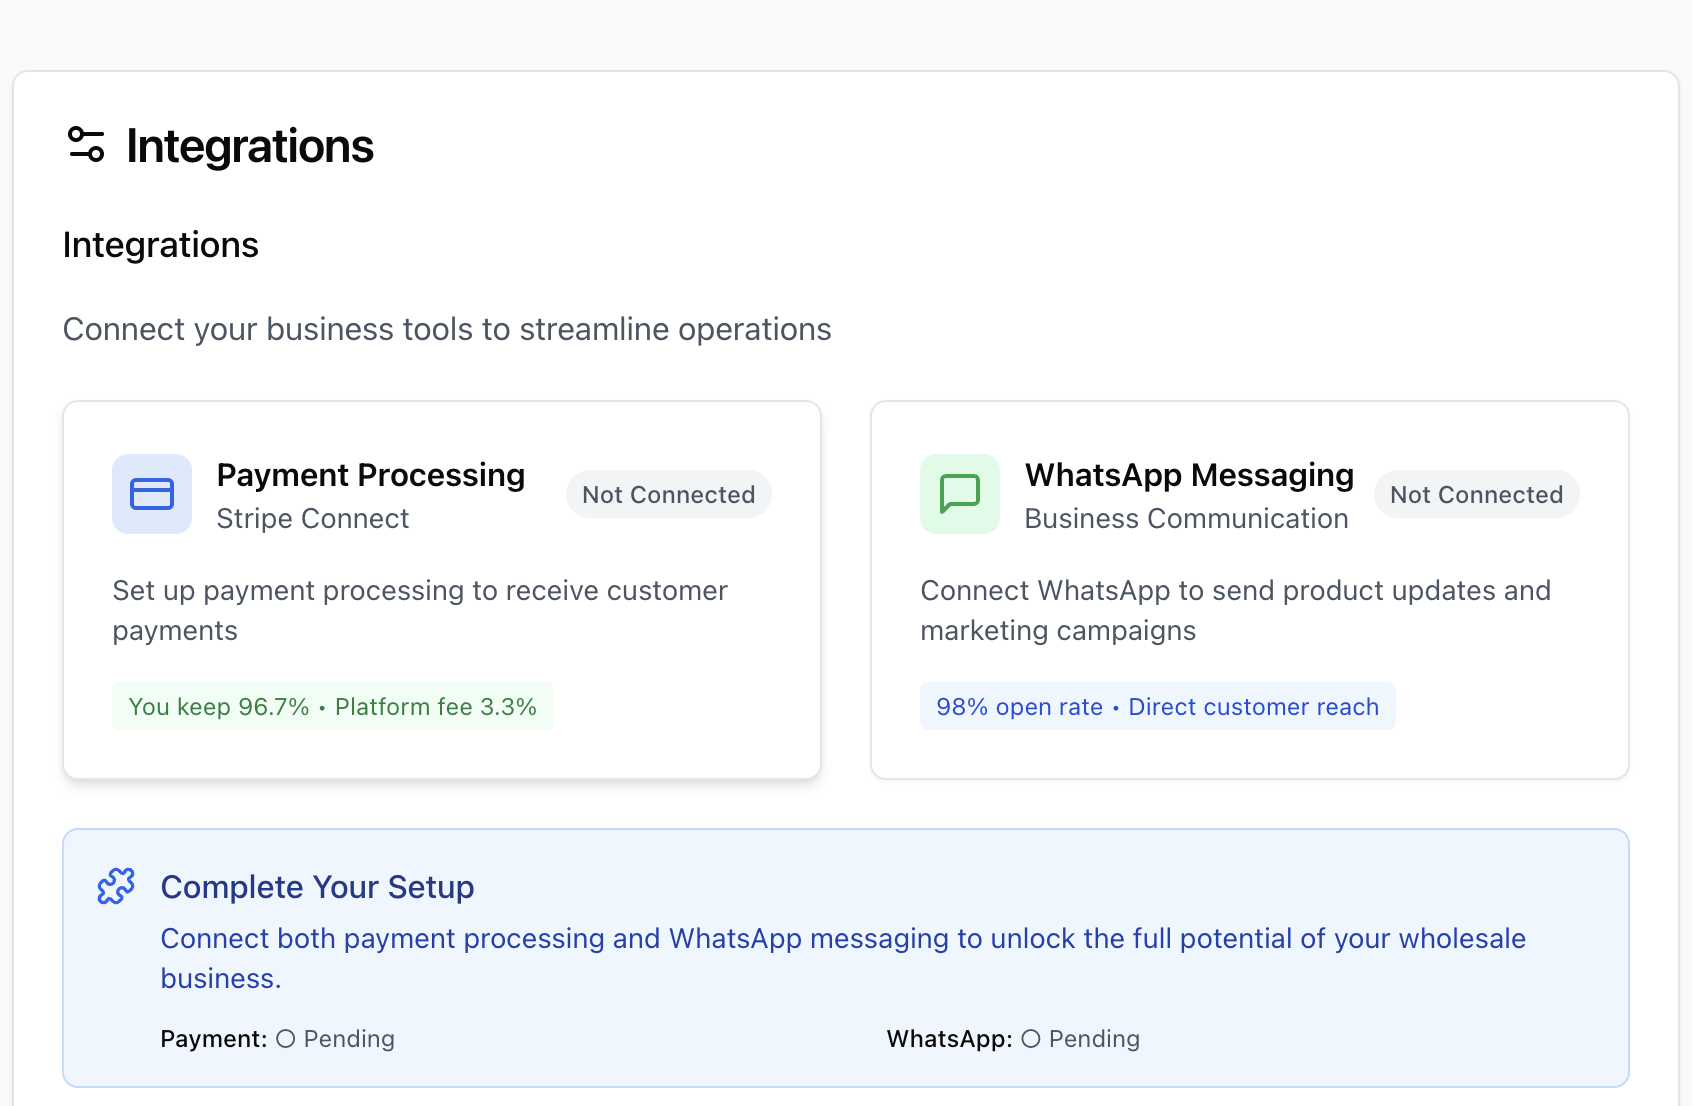 Integrations
Integrations
Connect your business tools to streamline operations
Payment Processing
Stripe Connect
Not Connected
Set up payment processing to receive customer
payments
You keep 96.7% • Platform fee 3.3%
WhatsApp Messaging
Business Communication
Not Connected
Connect WhatsApp to send product updates and
marketing campaigns
98% open rate • Direct customer reach
Complete Your Setup
Connect both payment processing and WhatsApp messaging to unlock the full potential of your wholesale
business.
Payment: ○ Pending
WhatsApp: ○ Pending